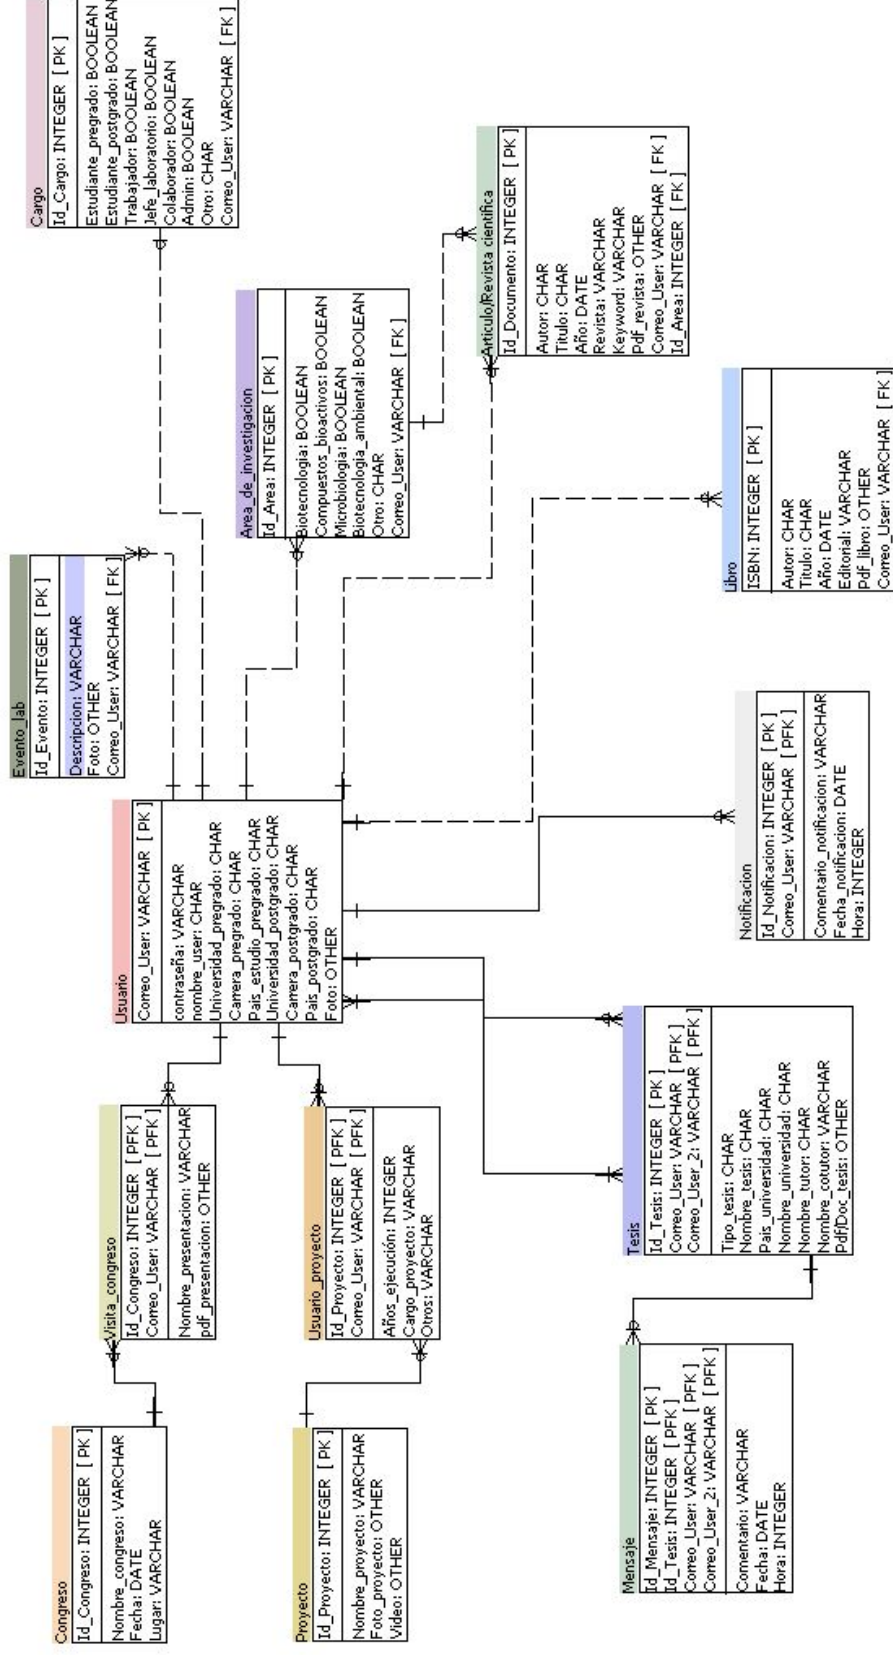 Congreso
Id_Congreso: INTEGER [ PK ]
Nombre_congreso: VARCHAR
Fecha: DATE
Lugar: VARCHAR
Visita_congreso
Id_Congreso: INTEGER [ PFK ]
Correo_User: VARCHAR [ PFK ]
Nombre_presentacion: VARCHAR
pdf_presentacion: OTHER
Usuario
Correo_User: VARCHAR [ PK ]
contraseña: VARCHAR
nombre_user: CHAR
Universidad_pregrado: CHAR
Carrera_pregrado: CHAR
Pais_estudio_pregrado: CHAR
Universidad_postgrado: CHAR
Carrera_postgrado: CHAR
Pais_postgrado: CHAR
Foto: OTHER
Evento_lab
Id_Evento: INTEGER [ PK ]
Descripcion: VARCHAR
Foto: OTHER
Correo_User: VARCHAR [ FK ]
Cargo
Id_Cargo: INTEGER [ PK ]
Estudiante_pregrado: BOOLEAN
Estudiante_postgrado: BOOLEAN
Trabajador: BOOLEAN
Jefe_laboratorio: BOOLEAN
Colaborador: BOOLEAN
Admin: BOOLEAN
Otro: CHAR
Correo_User: VARCHAR [ FK ]
Proyecto
Id_Proyecto: INTEGER [ PK ]
Nombre_proyecto: VARCHAR
Foto_proyecto: OTHER
Video: OTHER
Usuario_proyecto
Id_Proyecto: INTEGER [ PFK ]
Correo_User: VARCHAR [ PFK ]
Años_ejecución: INTEGER
Cargo_proyecto: VARCHAR
Otros: VARCHAR
Area_de_investigacion
Id_Area: INTEGER [ PK ]
Biotecnologia: BOOLEAN
Compuestos_bioactivos: BOOLEAN
Microbiologia: BOOLEAN
Biotecnologia_ambiental: BOOLEAN
Otro: CHAR
Correo_User: VARCHAR [ FK ]
Articulo/Revista cientifica
Id_Documento: INTEGER [ PK ]
Autor: CHAR
Titulo: CHAR
Año: DATE
Revista: VARCHAR
Keyword: VARCHAR
Pdf_revista: OTHER
Correo_User: VARCHAR [ FK ]
Id_Area: INTEGER [ FK ]
Mensaje
Id_Mensaje: INTEGER [ PK ]
Id_Tesis: INTEGER [ PFK ]
Correo_User: VARCHAR [ PFK ]
Correo_User_2: VARCHAR [ PFK ]
Comentario: VARCHAR
Fecha: DATE
Hora: INTEGER
Tesis
Id_Tesis: INTEGER [ PK ]
Correo_User: VARCHAR [ PFK ]
Correo_User_2: VARCHAR [ PFK ]
Tipo_tesis: CHAR
Nombre_tesis: CHAR
Pais_universidad: CHAR
Nombre_universidad: CHAR
Nombre_tutor: CHAR
Nombre_cotutor: VARCHAR
Pdf/Doc_tesis: OTHER
Notificacion
Id_Notificacion: INTEGER [ PK ]
Correo_User: VARCHAR [ PFK ]
Comentario_notificacion: VARCHAR
Fecha_notificacion: DATE
Hora: INTEGER
Libro
ISBN: INTEGER [ PK ]
Autor: CHAR
Titulo: CHAR
Año: DATE
Editorial: VARCHAR
Pdf_libro: OTHER
Correo_User: VARCHAR [ FK ]